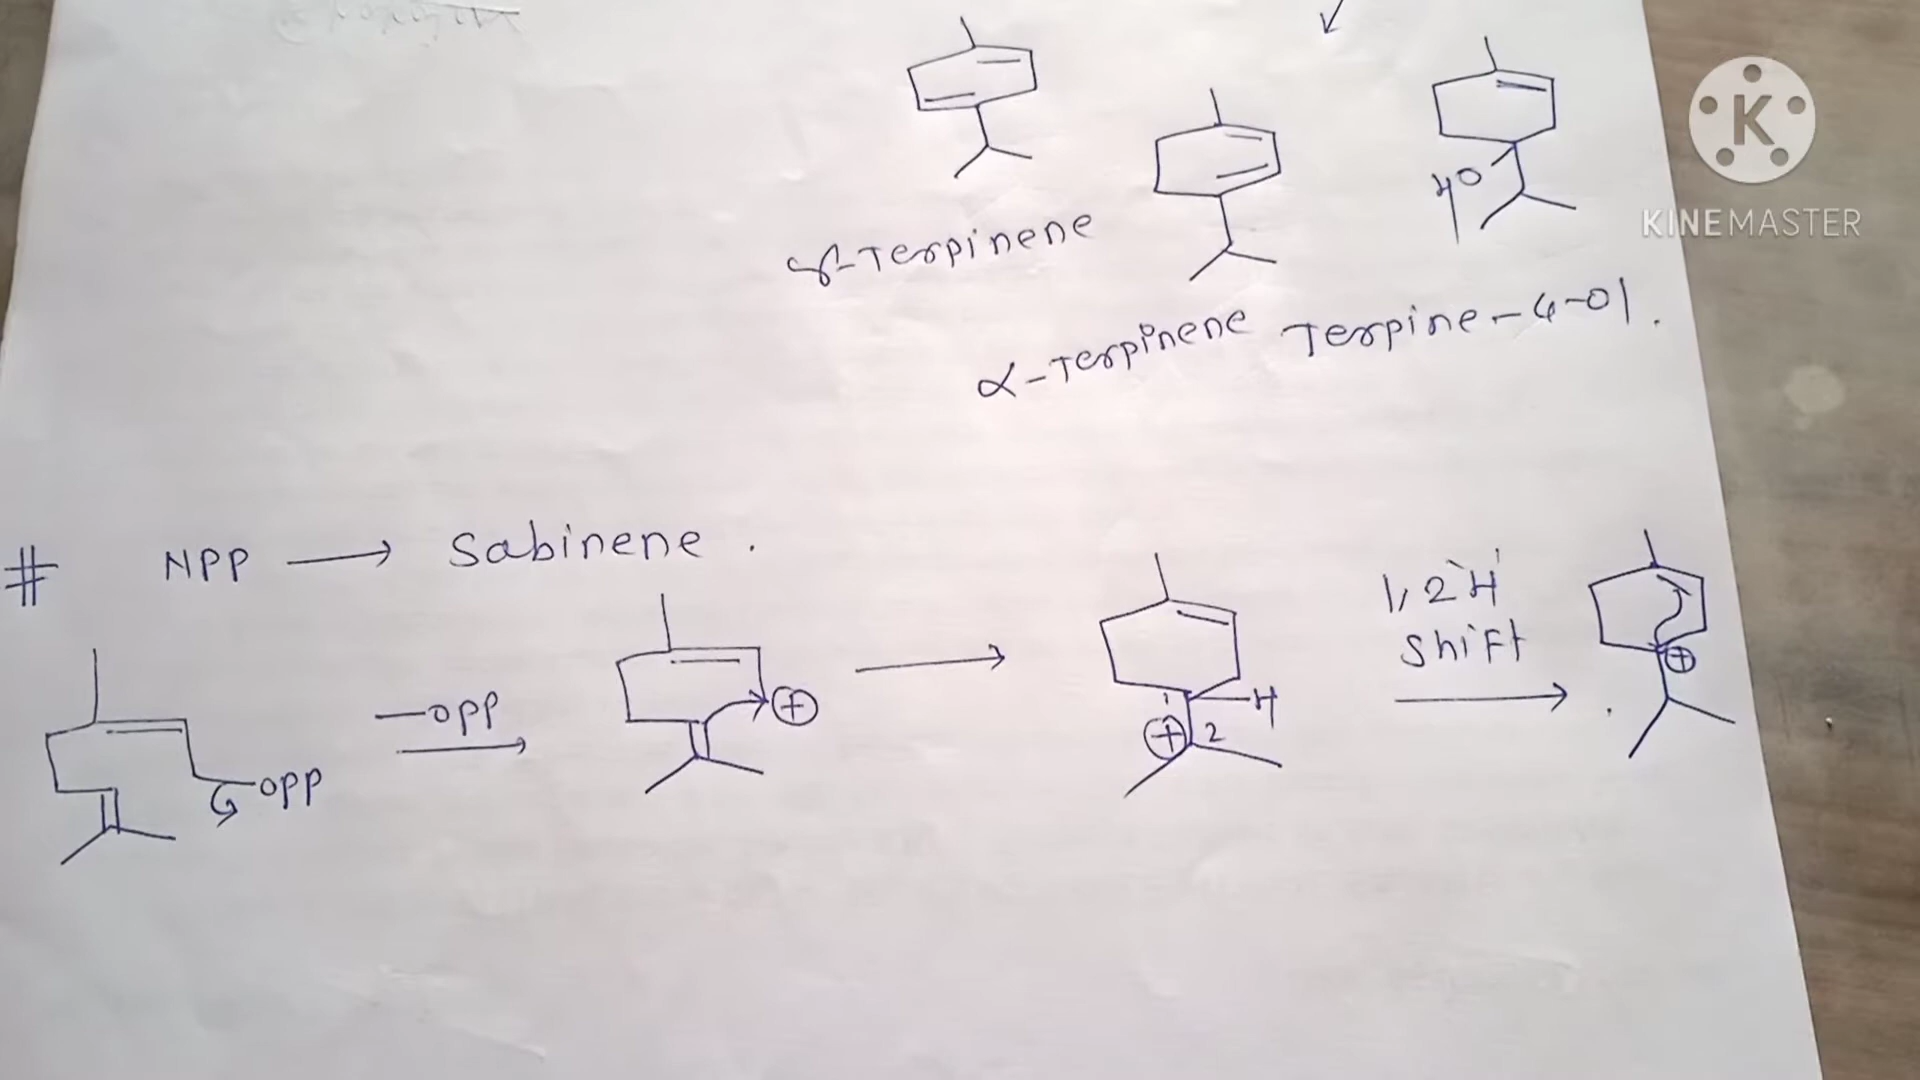 HO
γ-Terpinene
α-Terpinene
Terpine-4-ol.
# NPP → Sabinene.
OPP
-OPP
⊕
1
H
⊕ 2
1,2 'H'
Shift
⊕
K
KINEMASTER